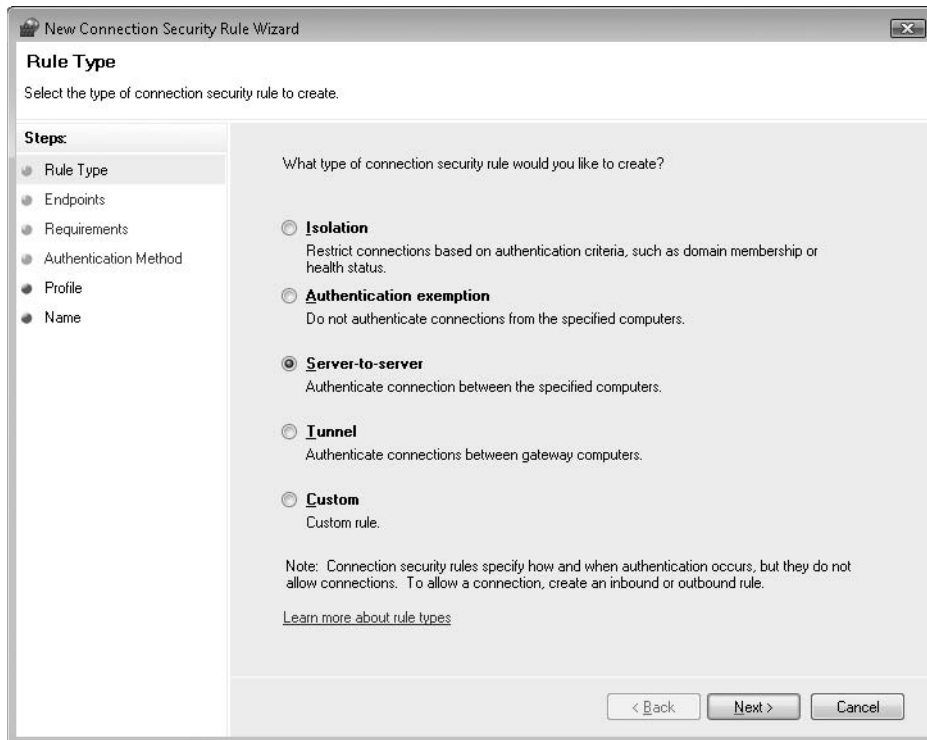 New Connection Security Rule Wizard
Rule Type
Select the type of connection security rule to create.
Steps:
Rule Type
Endpoints
Requirements
Authentication Method
Profile
Name
What type of connection security rule would you like to create?
Isolation
Restrict connections based on authentication criteria, such as domain membership or
health status.
Authentication exemption
Do not authenticate connections from the specified computers.
Server-to-server
Authenticate connection between the specified computers.
Tunnel
Authenticate connections between gateway computers.
Custom
Custom rule.
Note: Connection security rules specify how and when authentication occurs, but they do not
allow connections. To allow a connection, create an inbound or outbound rule.
Learn more about rule types
< Back
Next >
Cancel